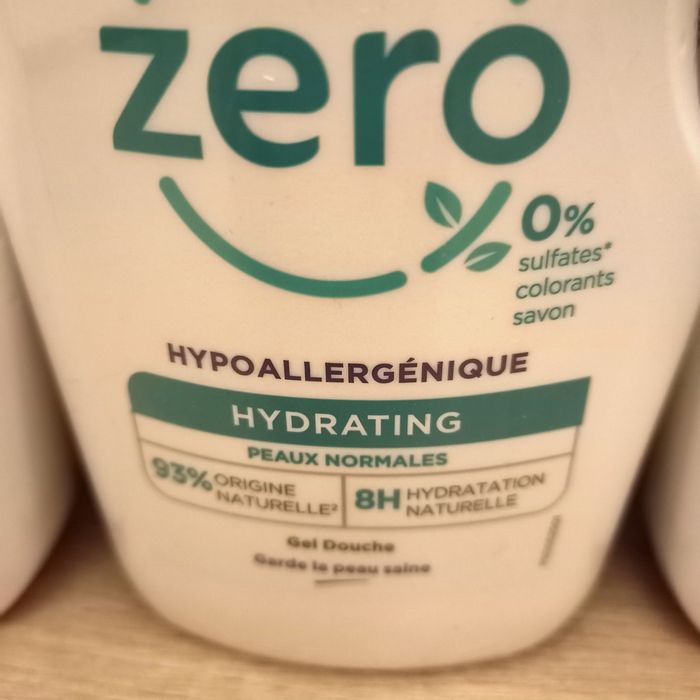 zero
0%
sulfates*
colorants
savon
HYPOALLERGÉNIQUE
HYDRATING
PEAUX NORMALES
93% ORIGINE
NATURELLE²
8H HYDRATATION
NATURELLE
Gel Douche
Garde la peau saine